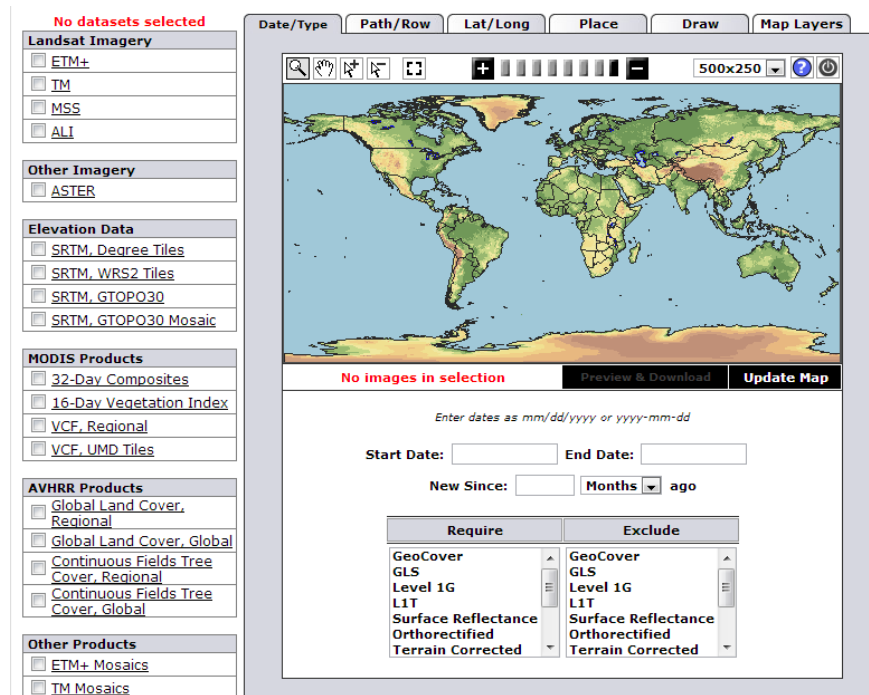 No datasets selected
Landsat Imagery
ETM+
TM
MSS
ALI
Other Imagery
ASTER
Elevation Data
SRTM, Degree Tiles
SRTM, WRS2 Tiles
SRTM, GTOPO30
SRTM, GTOPO30 Mosaic
MODIS Products
32-Day Composites
16-Day Vegetation Index
VCF, Regional
VCF, UMD Tiles
AVHRR Products
Global Land Cover,
Regional
Global Land Cover, Global
Continuous Fields Tree
Cover, Regional
Continuous Fields Tree
Cover, Global
Other Products
ETM+ Mosaics
TM Mosaics
Date/Type Path/Row Lat/Long Place Draw Map Layers
500x250 ?
No images in selection Preview & Download Update Map
Enter dates as mm/dd/yyyy or yyyy-mm-dd
Start Date: End Date:
New Since: Months ago
Require Exclude
GeoCover GeoCover
GLS GLS
Level 1G Level 1G
L1T L1T
Surface Reflectance Surface Reflectance
Orthorectified Orthorectified
Terrain Corrected Terrain Corrected